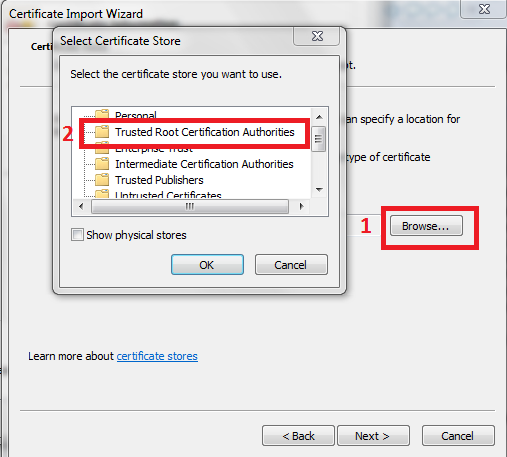 Certificate Import Wizard
Select Certificate Store
Select the certificate store you want to use.
can specify a location for
Personal
2
Trusted Root Certification Authorities
Enterprise Trust
Intermediate Certification Authorities
type of certificate
Trusted Publishers
Untrusted Certificates
1
Browse...
Show physical stores
OK
Cancel
Learn more about certificate stores
< Back
Next >
Cancel